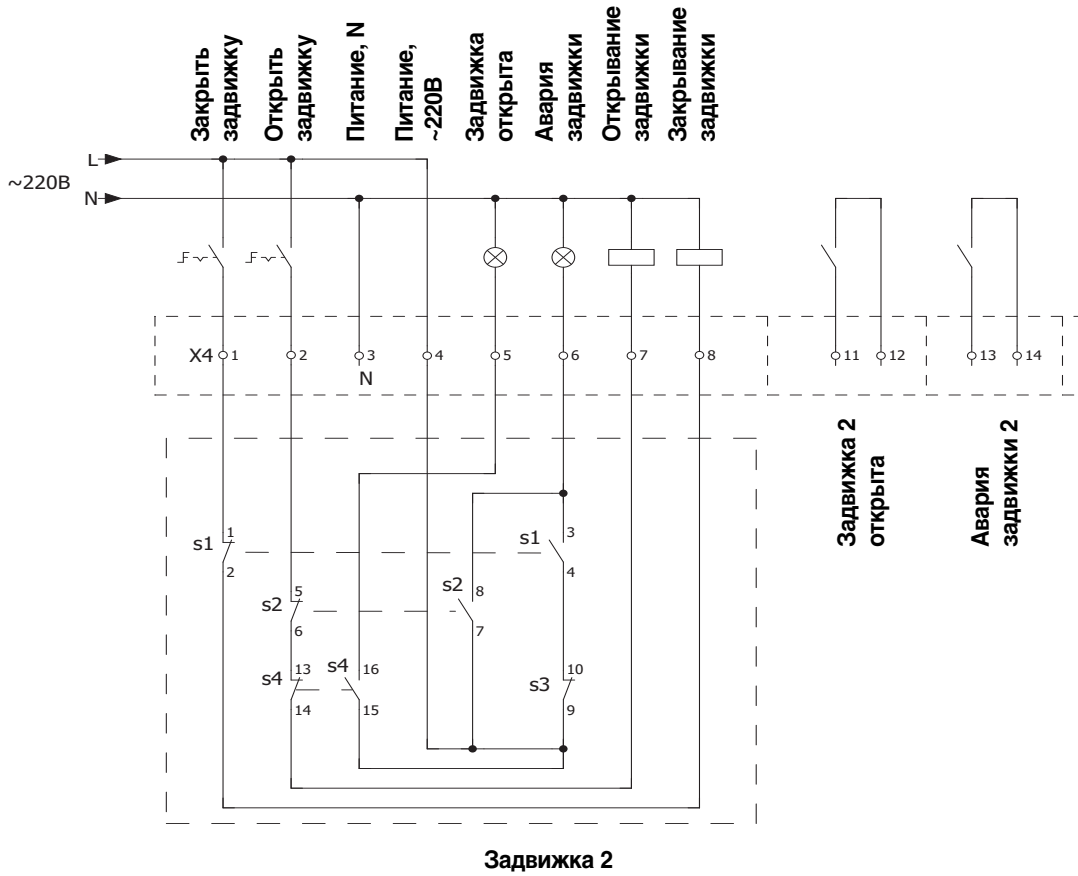 Закрыть
задвижку
Открыть
задвижку
Питание, N
Питание,
~220В
Задвижка
открыта
Авария
задвижки
Открывание
задвижки
Закрывание
задвижки
L
~220В
N
X4 1 2 3 4 5 6 7 8 11 12 13 14
N
Задвижка 2
открыта
Авария
задвижки 2
1 3
s1 s1
2 4
s2 8
5
s2
6 7
13 s4 16 10
s4 s3
14 15 9
Задвижка 2